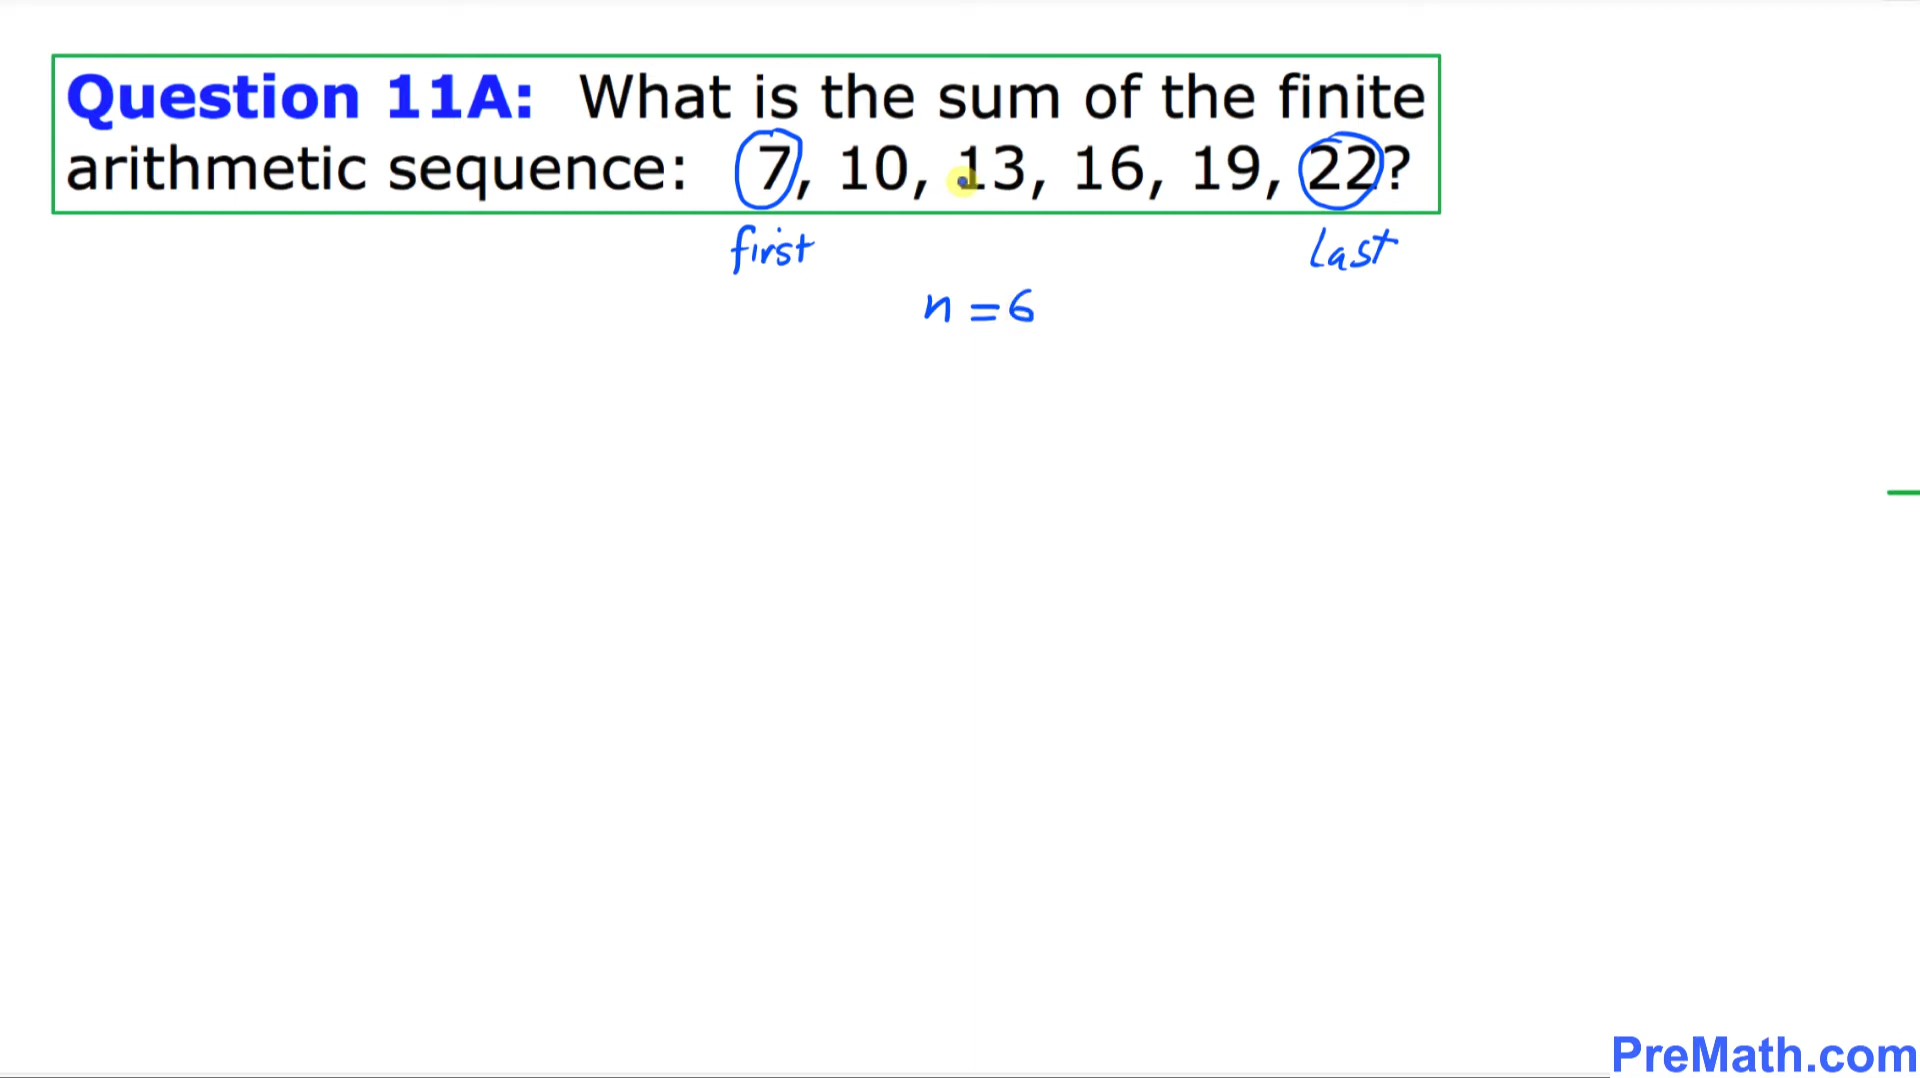 Question 11A: What is the sum of the finite
arithmetic sequence: 7, 10, 13, 16, 19, 22?
first Last
n = 6
PreMath.com